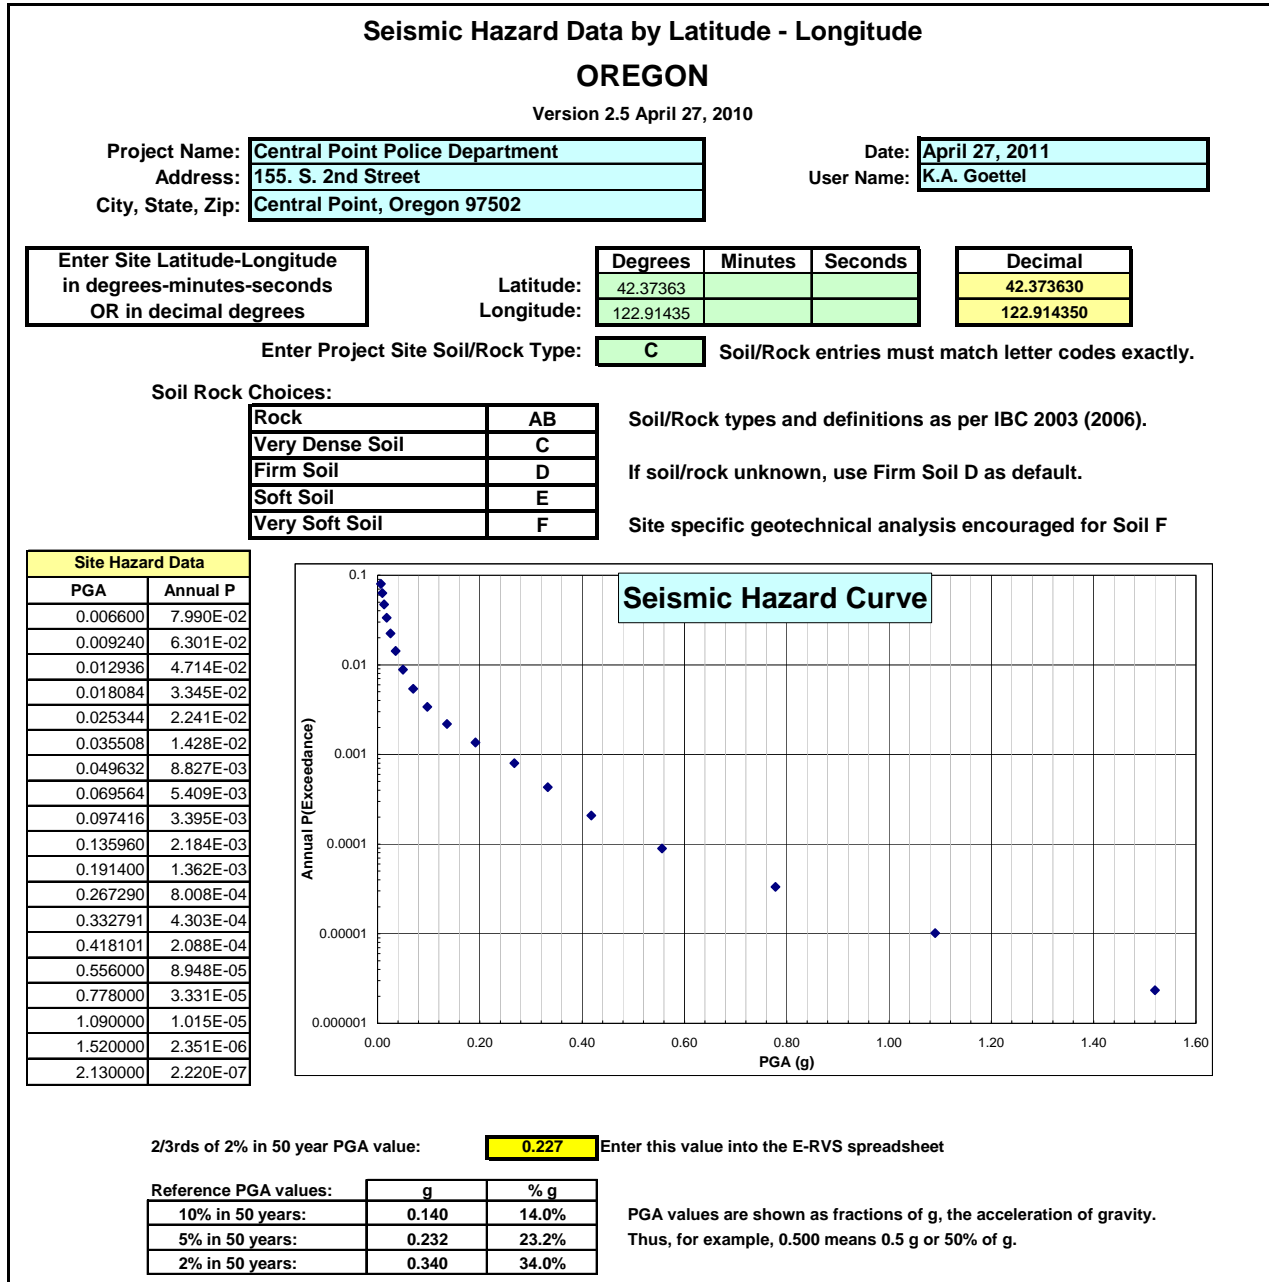 Seismic Hazard Data by Latitude - Longitude
OREGON
Version 2.5 April 27, 2010
Project Name: Central Point Police Department Date: April 27, 2011
Address: 155. S. 2nd Street User Name: K.A. Goettel
City, State, Zip: Central Point, Oregon 97502
Enter Site Latitude-Longitude Degrees Minutes Seconds Decimal
in degrees-minutes-seconds Latitude: 42.37363 42.373630
OR in decimal degrees Longitude: 122.91435 122.914350
Enter Project Site Soil/Rock Type: C Soil/Rock entries must match letter codes exactly.
Soil Rock Choices:
Rock AB Soil/Rock types and definitions as per IBC 2003 (2006).
Very Dense Soil C
Firm Soil D If soil/rock unknown, use Firm Soil D as default.
Soft Soil E
Very Soft Soil F Site specific geotechnical analysis encouraged for Soil F
Site Hazard Data
PGA Annual P
0.006600 7.990E-02
0.009240 6.301E-02
0.012936 4.714E-02
0.018084 3.345E-02
0.025344 2.241E-02
0.035508 1.428E-02
0.049632 8.827E-03
0.069564 5.409E-03
0.097416 3.395E-03
0.135960 2.184E-03
0.191400 1.362E-03
0.267290 8.008E-04
0.332791 4.303E-04
0.418101 2.088E-04
0.556000 8.948E-05
0.778000 3.331E-05
1.090000 1.015E-05
1.520000 2.351E-06
2.130000 2.220E-07
Seismic Hazard Curve
Annual P(Exceedance)
0.1
0.01
0.001
0.0001
0.00001
0.000001
0.00 0.20 0.40 0.60 0.80 1.00 1.20 1.40 1.60
PGA (g)
2/3rds of 2% in 50 year PGA value: 0.227 Enter this value into the E-RVS spreadsheet
Reference PGA values: g % g
10% in 50 years: 0.140 14.0% PGA values are shown as fractions of g, the acceleration of gravity.
5% in 50 years: 0.232 23.2% Thus, for example, 0.500 means 0.5 g or 50% of g.
2% in 50 years: 0.340 34.0%